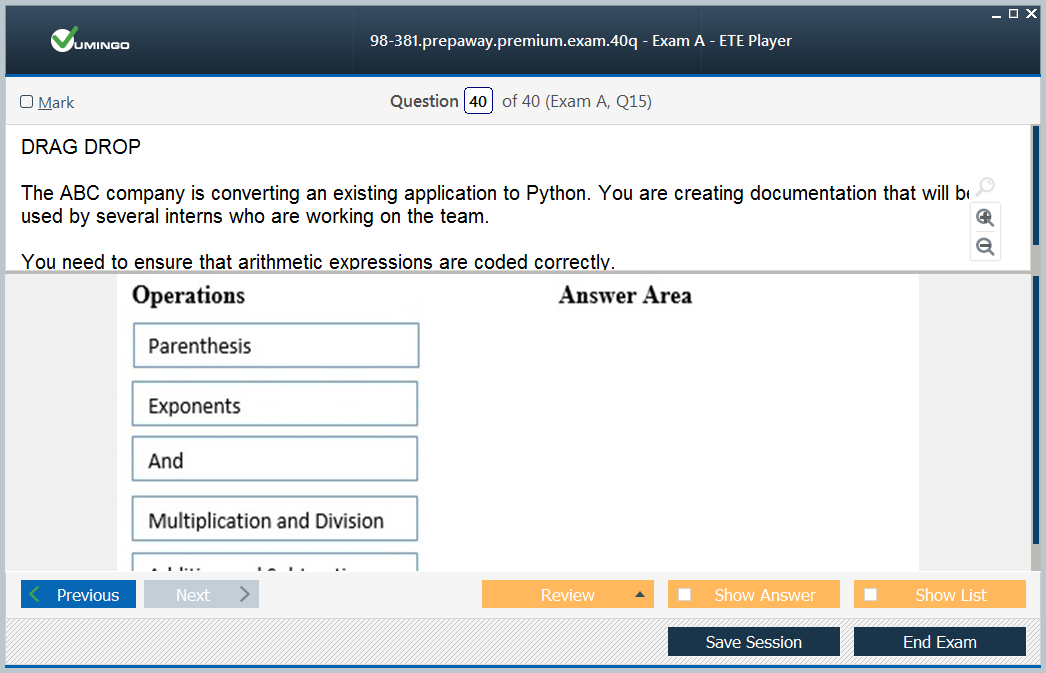 VUMINGO
98-381.prepaway.premium.exam.40q - Exam A - ETE Player
Mark
Question 40 of 40 (Exam A, Q15)
DRAG DROP
The ABC company is converting an existing application to Python. You are creating documentation that will be
used by several interns who are working on the team.
You need to ensure that arithmetic expressions are coded correctly.
Operations
Answer Area
Parenthesis
Exponents
And
Multiplication and Division
Previous
Next
Review
Show Answer
Show List
Save Session
End Exam